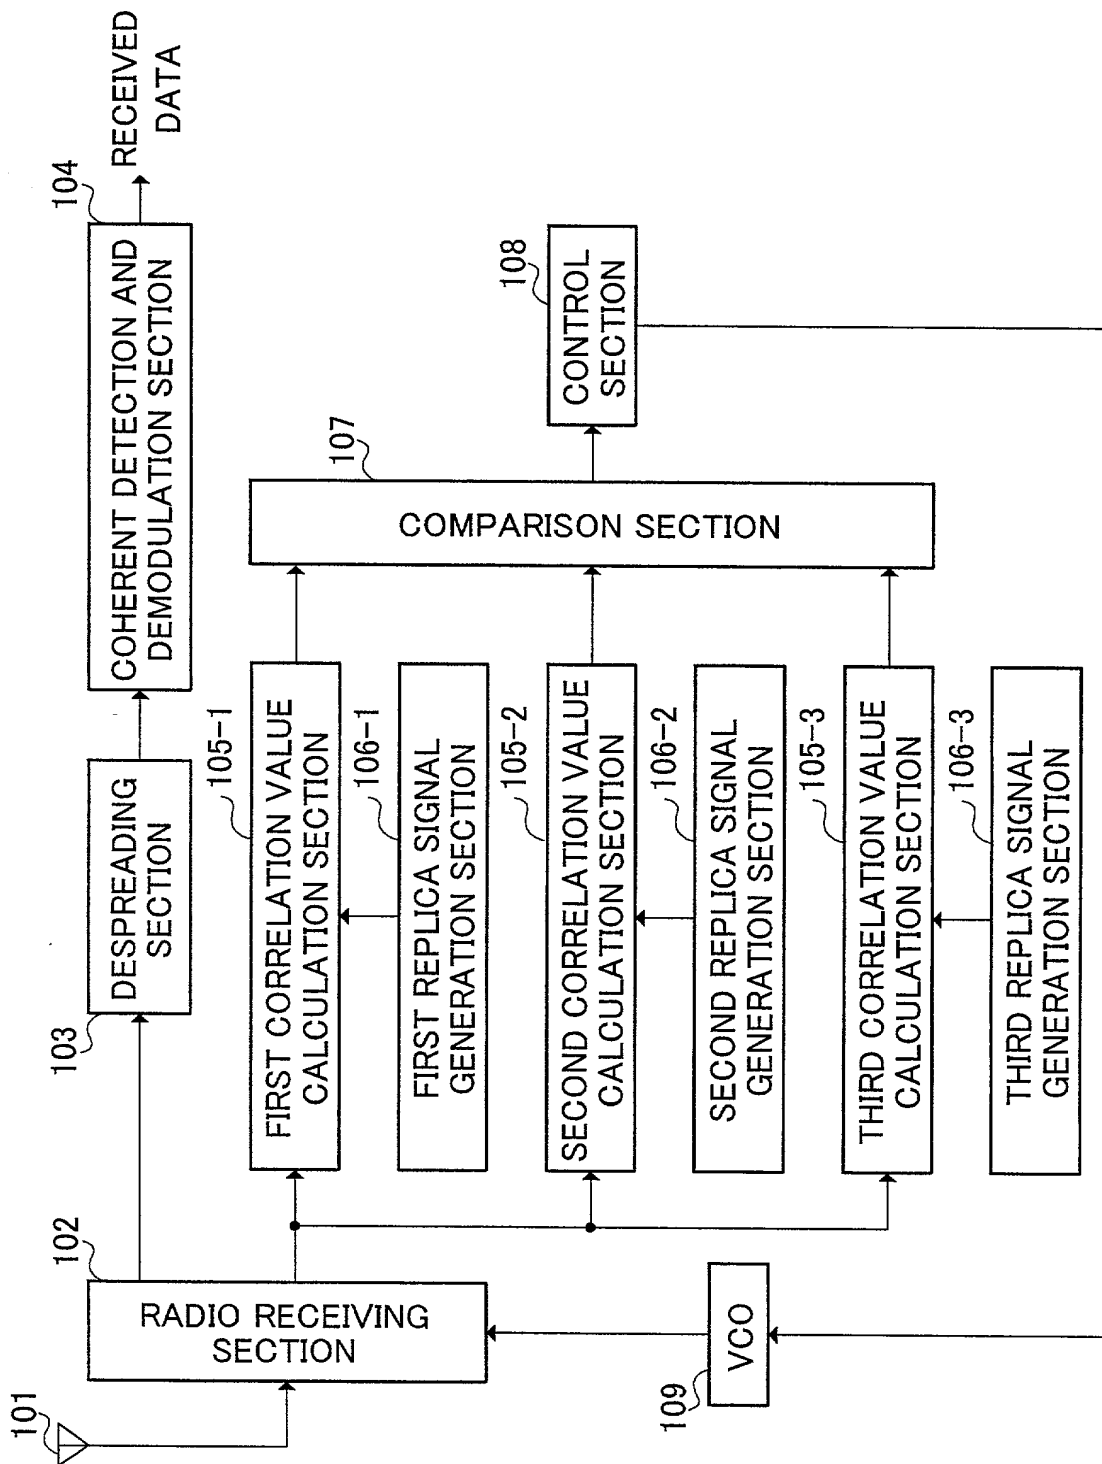 101
102
RADIO RECEIVING
SECTION
103
DESPREADING
SECTION
104
COHERENT DETECTION AND
DEMODULATION SECTION
RECEIVED
DATA
105-1
FIRST CORRELATION VALUE
CALCULATION SECTION
106-1
FIRST REPLICA SIGNAL
GENERATION SECTION
105-2
SECOND CORRELATION VALUE
CALCULATION SECTION
106-2
SECOND REPLICA SIGNAL
GENERATION SECTION
105-3
THIRD CORRELATION VALUE
CALCULATION SECTION
106-3
THIRD REPLICA SIGNAL
GENERATION SECTION
107
COMPARISON SECTION
108
CONTROL
SECTION
109
VCO